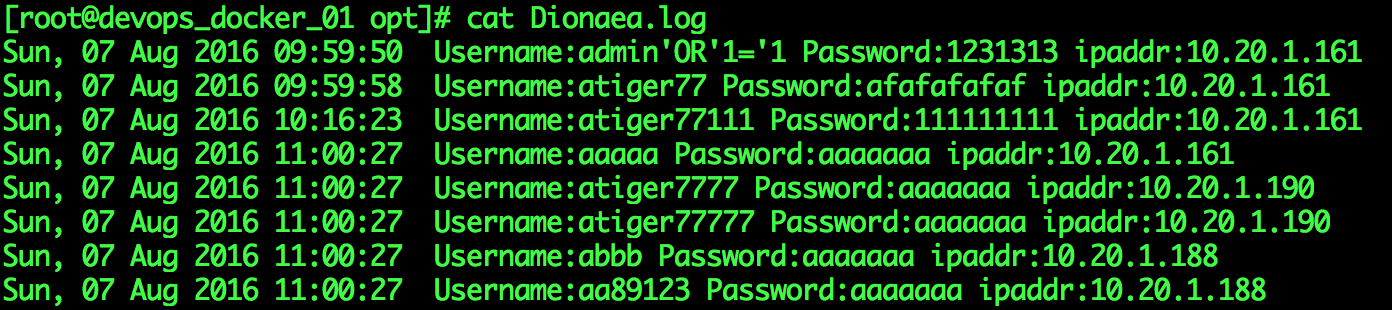 [root@devops_docker_01 opt]# cat Dionaea.log
Sun, 07 Aug 2016 09:59:50  Username:admin'OR'1='1 Password:1231313 ipaddr:10.20.1.161
Sun, 07 Aug 2016 09:59:58  Username:atiger77 Password:afafafafaf ipaddr:10.20.1.161
Sun, 07 Aug 2016 10:16:23  Username:atiger77111 Password:111111111 ipaddr:10.20.1.161
Sun, 07 Aug 2016 11:00:27  Username:aaaaa Password:aaaaaaa ipaddr:10.20.1.161
Sun, 07 Aug 2016 11:00:27  Username:atiger7777 Password:aaaaaaa ipaddr:10.20.1.190
Sun, 07 Aug 2016 11:00:27  Username:atiger77777 Password:aaaaaaa ipaddr:10.20.1.190
Sun, 07 Aug 2016 11:00:27  Username:abbb Password:aaaaaaa ipaddr:10.20.1.188
Sun, 07 Aug 2016 11:00:27  Username:aa89123 Password:aaaaaaa ipaddr:10.20.1.188